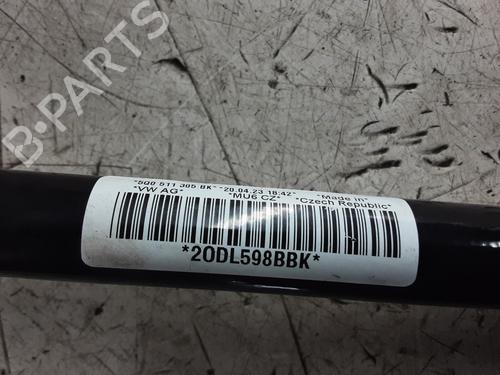 B-PARTS
*5Q0 511 305 BK* *20.04.23 18:42* *Made in*
*VW AG* *MU6 CZ* *Czech Republic*
*2ODL598BBK*